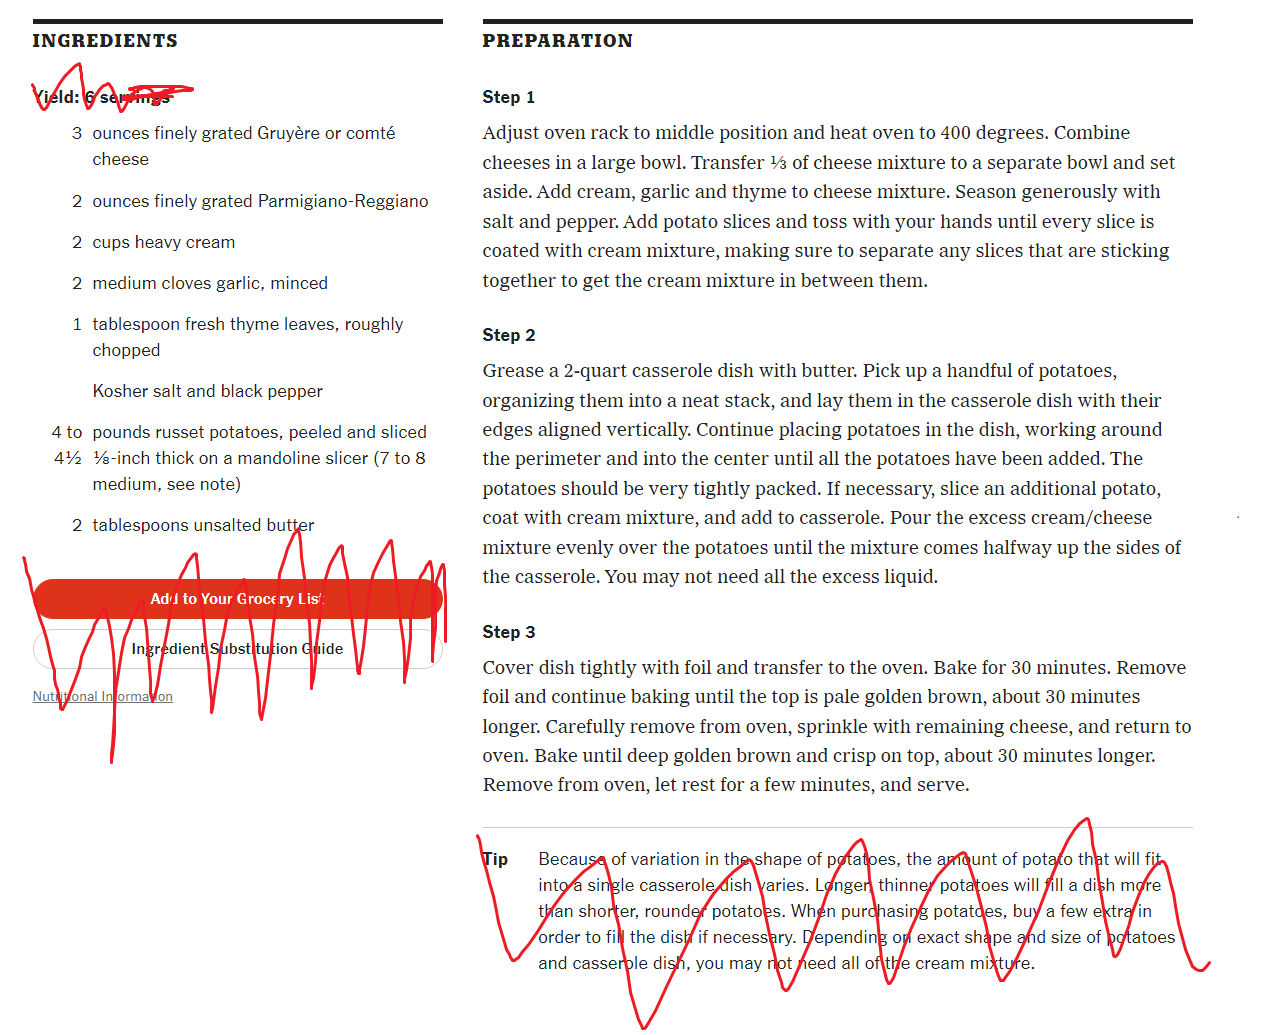 INGREDIENTS
Yield: 6 servings
3 ounces finely grated Gruyère or comté
cheese
2 ounces finely grated Parmigiano-Reggiano
2 cups heavy cream
2 medium cloves garlic, minced
1 tablespoon fresh thyme leaves, roughly
chopped
Kosher salt and black pepper
4 to pounds russet potatoes, peeled and sliced
4½ ⅛-inch thick on a mandoline slicer (7 to 8
medium, see note)
2 tablespoons unsalted butter
Add to Your Grocery List
Ingredient Substitution Guide
Nutritional Information
PREPARATION
Step 1
Adjust oven rack to middle position and heat oven to 400 degrees. Combine
cheeses in a large bowl. Transfer ⅓ of cheese mixture to a separate bowl and set
aside. Add cream, garlic and thyme to cheese mixture. Season generously with
salt and pepper. Add potato slices and toss with your hands until every slice is
coated with cream mixture, making sure to separate any slices that are sticking
together to get the cream mixture in between them.
Step 2
Grease a 2-quart casserole dish with butter. Pick up a handful of potatoes,
organizing them into a neat stack, and lay them in the casserole dish with their
edges aligned vertically. Continue placing potatoes in the dish, working around
the perimeter and into the center until all the potatoes have been added. The
potatoes should be very tightly packed. If necessary, slice an additional potato,
coat with cream mixture, and add to casserole. Pour the excess cream/cheese
mixture evenly over the potatoes until the mixture comes halfway up the sides of
the casserole. You may not need all the excess liquid.
Step 3
Cover dish tightly with foil and transfer to the oven. Bake for 30 minutes. Remove
foil and continue baking until the top is pale golden brown, about 30 minutes
longer. Carefully remove from oven, sprinkle with remaining cheese, and return to
oven. Bake until deep golden brown and crisp on top, about 30 minutes longer.
Remove from oven, let rest for a few minutes, and serve.
Tip Because of variation in the shape of potatoes, the amount of potato that will fit
into a single casserole dish varies. Longer, thinner potatoes will fill a dish more
than shorter, rounder potatoes. When purchasing potatoes, buy a few extra in
order to fill the dish if necessary. Depending on exact shape and size of potatoes
and casserole dish, you may not need all of the cream mixture.